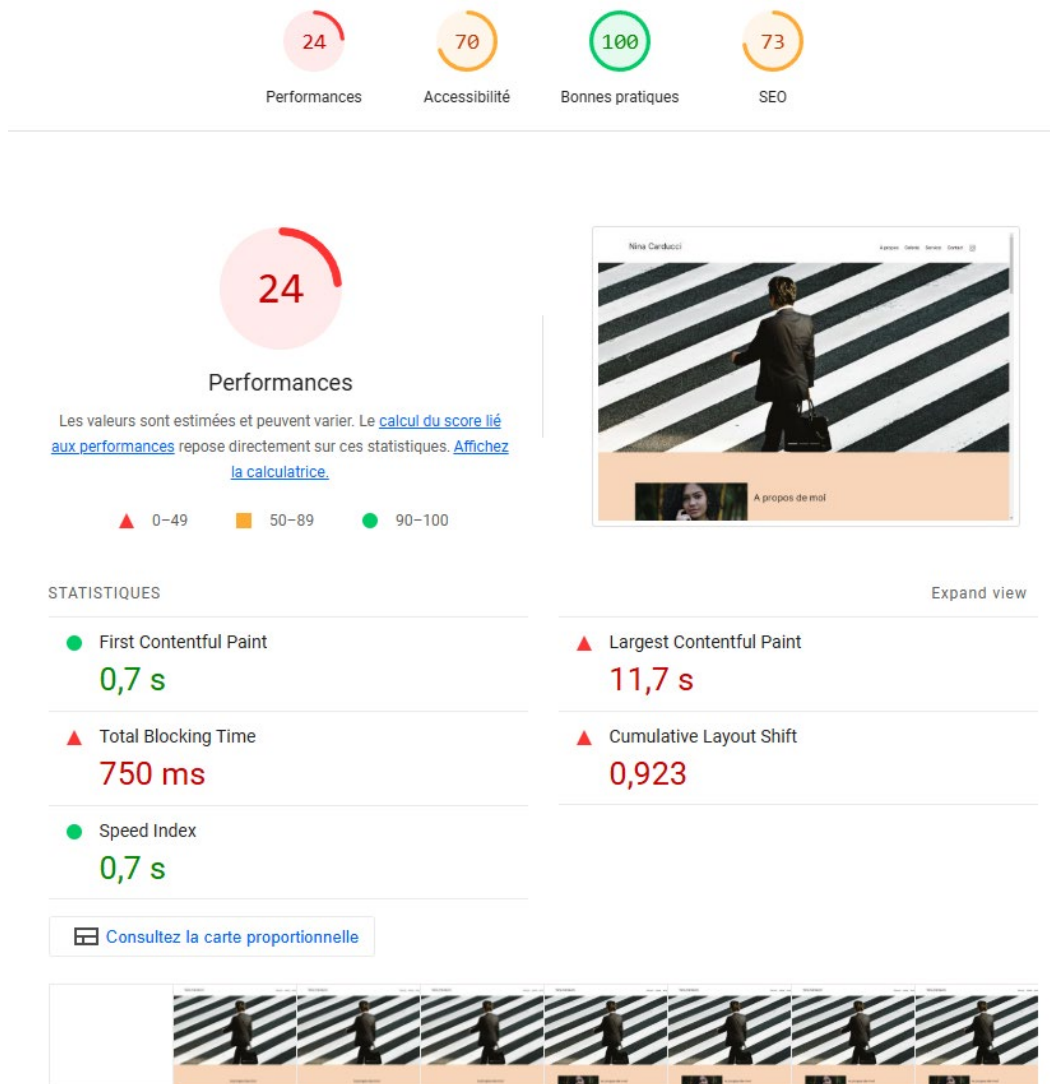 24
70
100
73
Performances
Accessibilité
Bonnes pratiques
SEO
24
Performances
Les valeurs sont estimées et peuvent varier. Le calcul du score lié
aux performances repose directement sur ces statistiques. Affichez
la calculatrice.
0–49
50–89
90–100
Nina Carducci
A propos Galerie Service Contact
A propos de moi
STATISTIQUES
Expand view
First Contentful Paint
0,7 s
Largest Contentful Paint
11,7 s
Total Blocking Time
750 ms
Cumulative Layout Shift
0,923
Speed Index
0,7 s
Consultez la carte proportionnelle